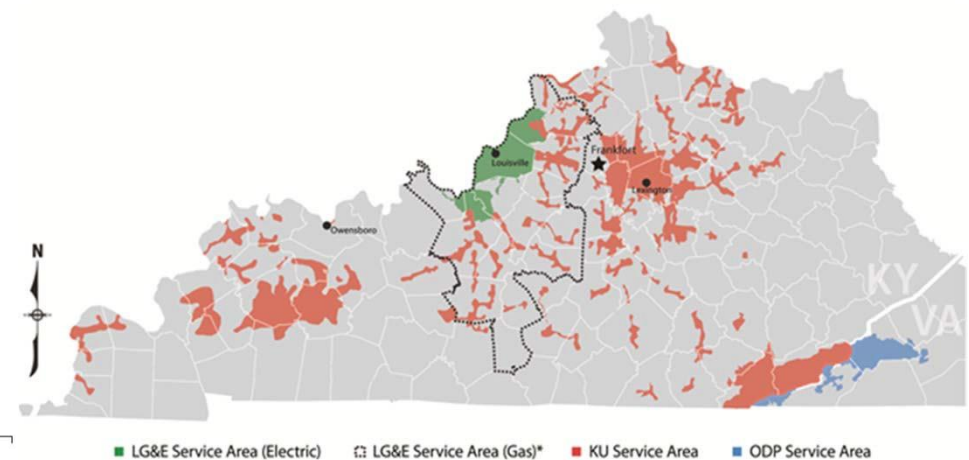 Louisville
Frankfort
Lexington
Owensboro
N
KY
VA
LG&E Service Area (Electric)
LG&E Service Area (Gas)*
KU Service Area
ODP Service Area